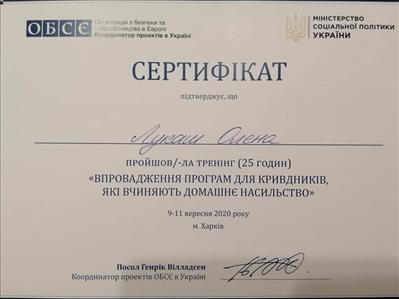 ОБСЄ
Організація з безпеки та
співробітництва в Європі
Координатор проектів в Україні
МІНІСТЕРСТВО
СОЦІАЛЬНОЇ ПОЛІТИКИ
УКРАЇНИ
СЕРТИФІКАТ
підтверджує, що
Лукаш Олена
ПРОЙШОВ/-ЛА ТРЕНІНГ (25 ГОДИН)
«ВПРОВАДЖЕННЯ ПРОГРАМ ДЛЯ КРИВДНИКІВ,
ЯКІ ВЧИНЯЮТЬ ДОМАШНЄ НАСИЛЬСТВО»
9-11 вересня 2020 року
м. Харків
Посол Генрік Вілладсен
Координатор проектів ОБСЄ в Україні